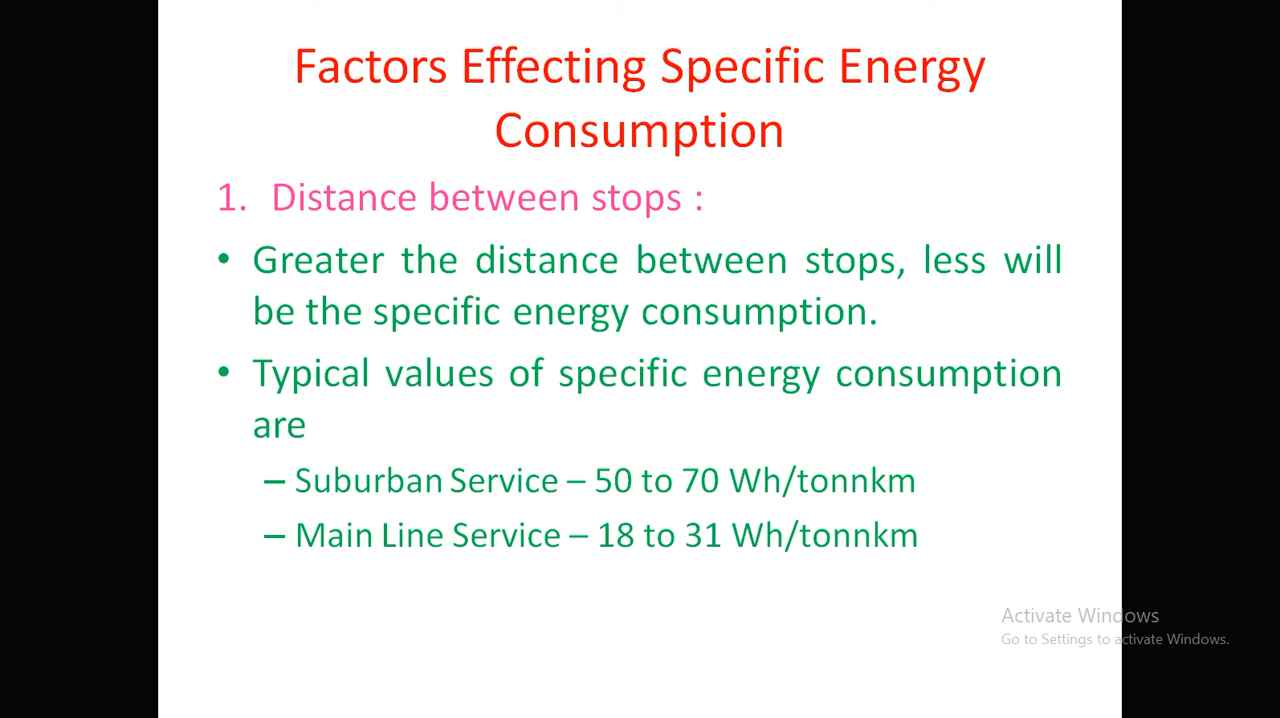 Factors Effecting Specific Energy
Consumption
1. Distance between stops :
• Greater the distance between stops, less will
be the specific energy consumption.
• Typical values of specific energy consumption
are
– Suburban Service – 50 to 70 Wh/tonnkm
– Main Line Service – 18 to 31 Wh/tonnkm
Activate Windows
Go to Settings to activate Windows.